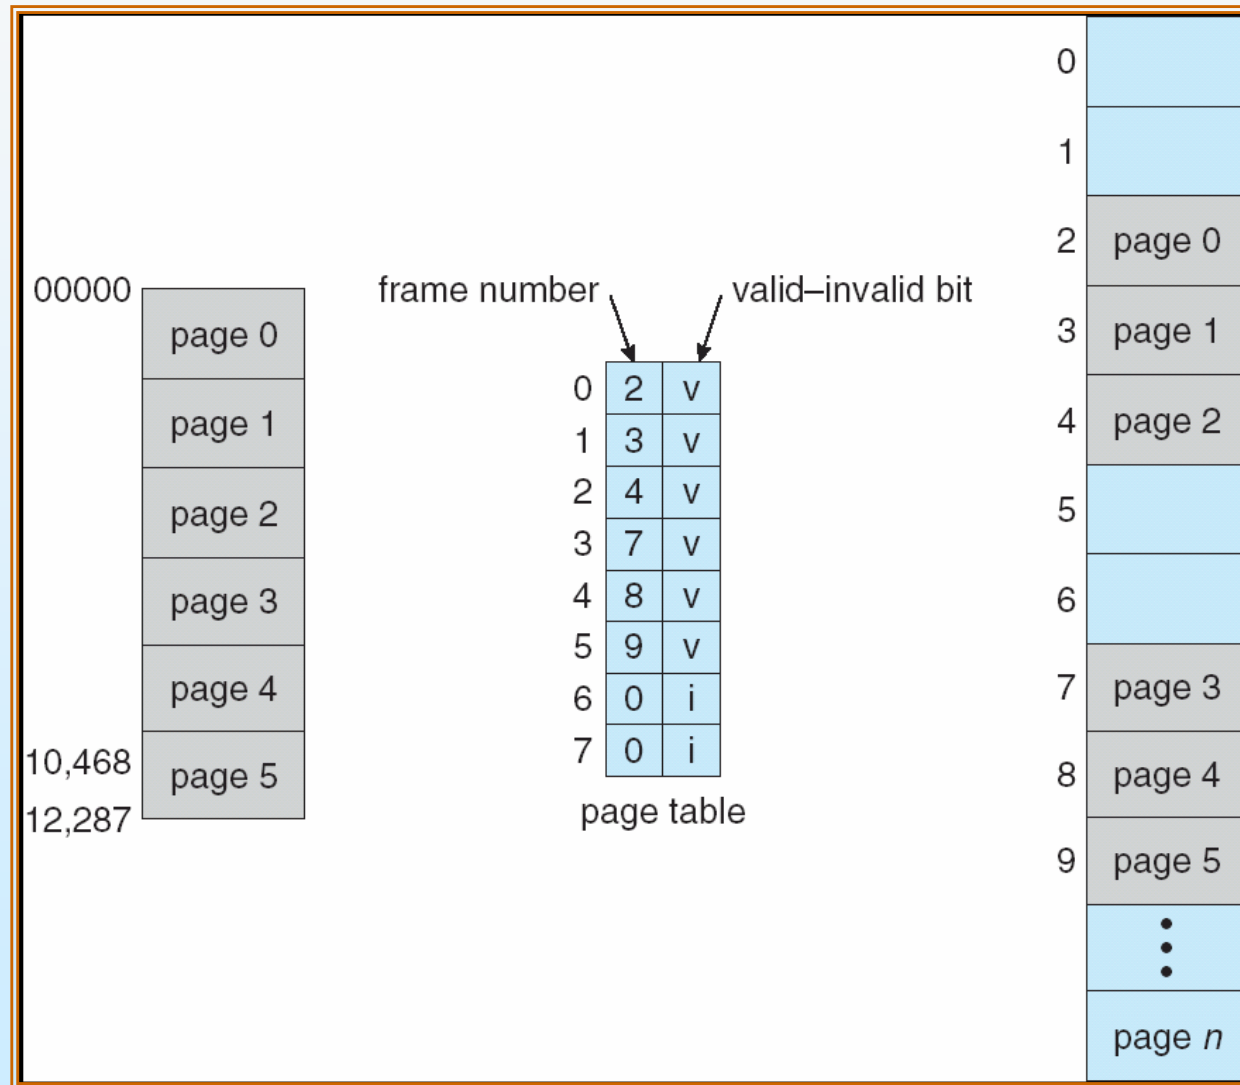 00000
page 0
page 1
page 2
page 3
page 4
10,468
page 5
12,287
frame number
valid–invalid bit
0 2 v
1 3 v
2 4 v
3 7 v
4 8 v
5 9 v
6 0 i
7 0 i
page table
0
1
2 page 0
3 page 1
4 page 2
5
6
7 page 3
8 page 4
9 page 5
page n